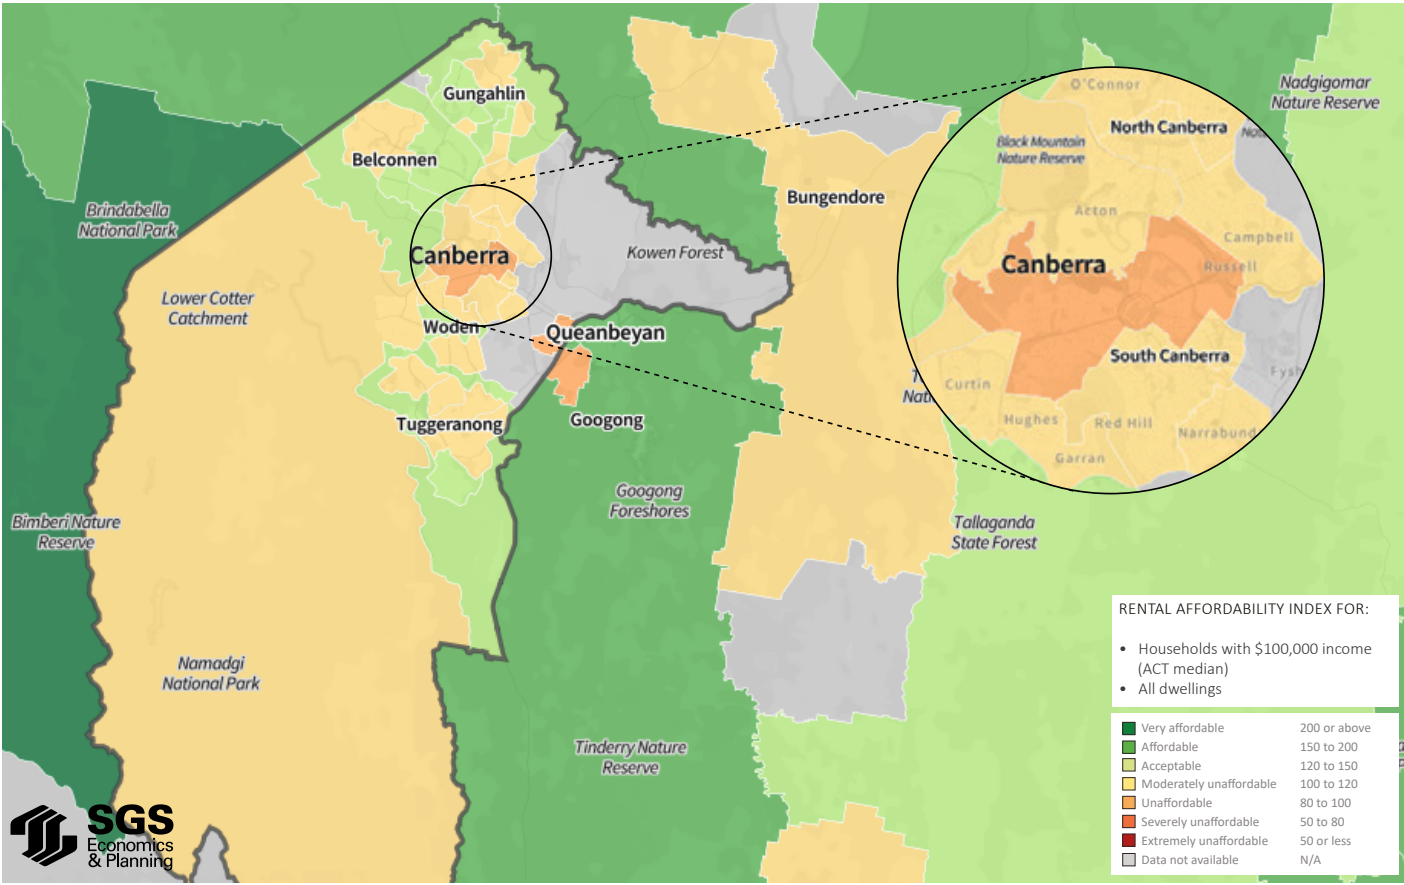 Nadgigomar
Nature Reserve
O'Connor
Gungahlin
North Canberra
Black Mountain
Nature Reserve
Belconnen
Bungendore
Brindabella
National Park
Acton
Campbell
Kowen Forest
Canberra
Canberra
Russell
Lower Cotter
Catchment
Woden
Queanbeyan
South Canberra
Curtin
Tuggeranong
Googong
Hughes
Red Hill
Garran
Googong
Foreshores
Bimberi Nature
Reserve
Tallaganda
State Forest
Namadgi
National Park
Tinderry Nature
Reserve
RENTAL AFFORDABILITY INDEX FOR:
• Households with $100,000 income
(ACT median)
• All dwellings
Very affordable 200 or above
Affordable 150 to 200
Acceptable 120 to 150
Moderately unaffordable 100 to 120
Unaffordable 80 to 100
Severely unaffordable 50 to 80
Extremely unaffordable 50 or less
Data not available N/A
SGS
Economics
& Planning